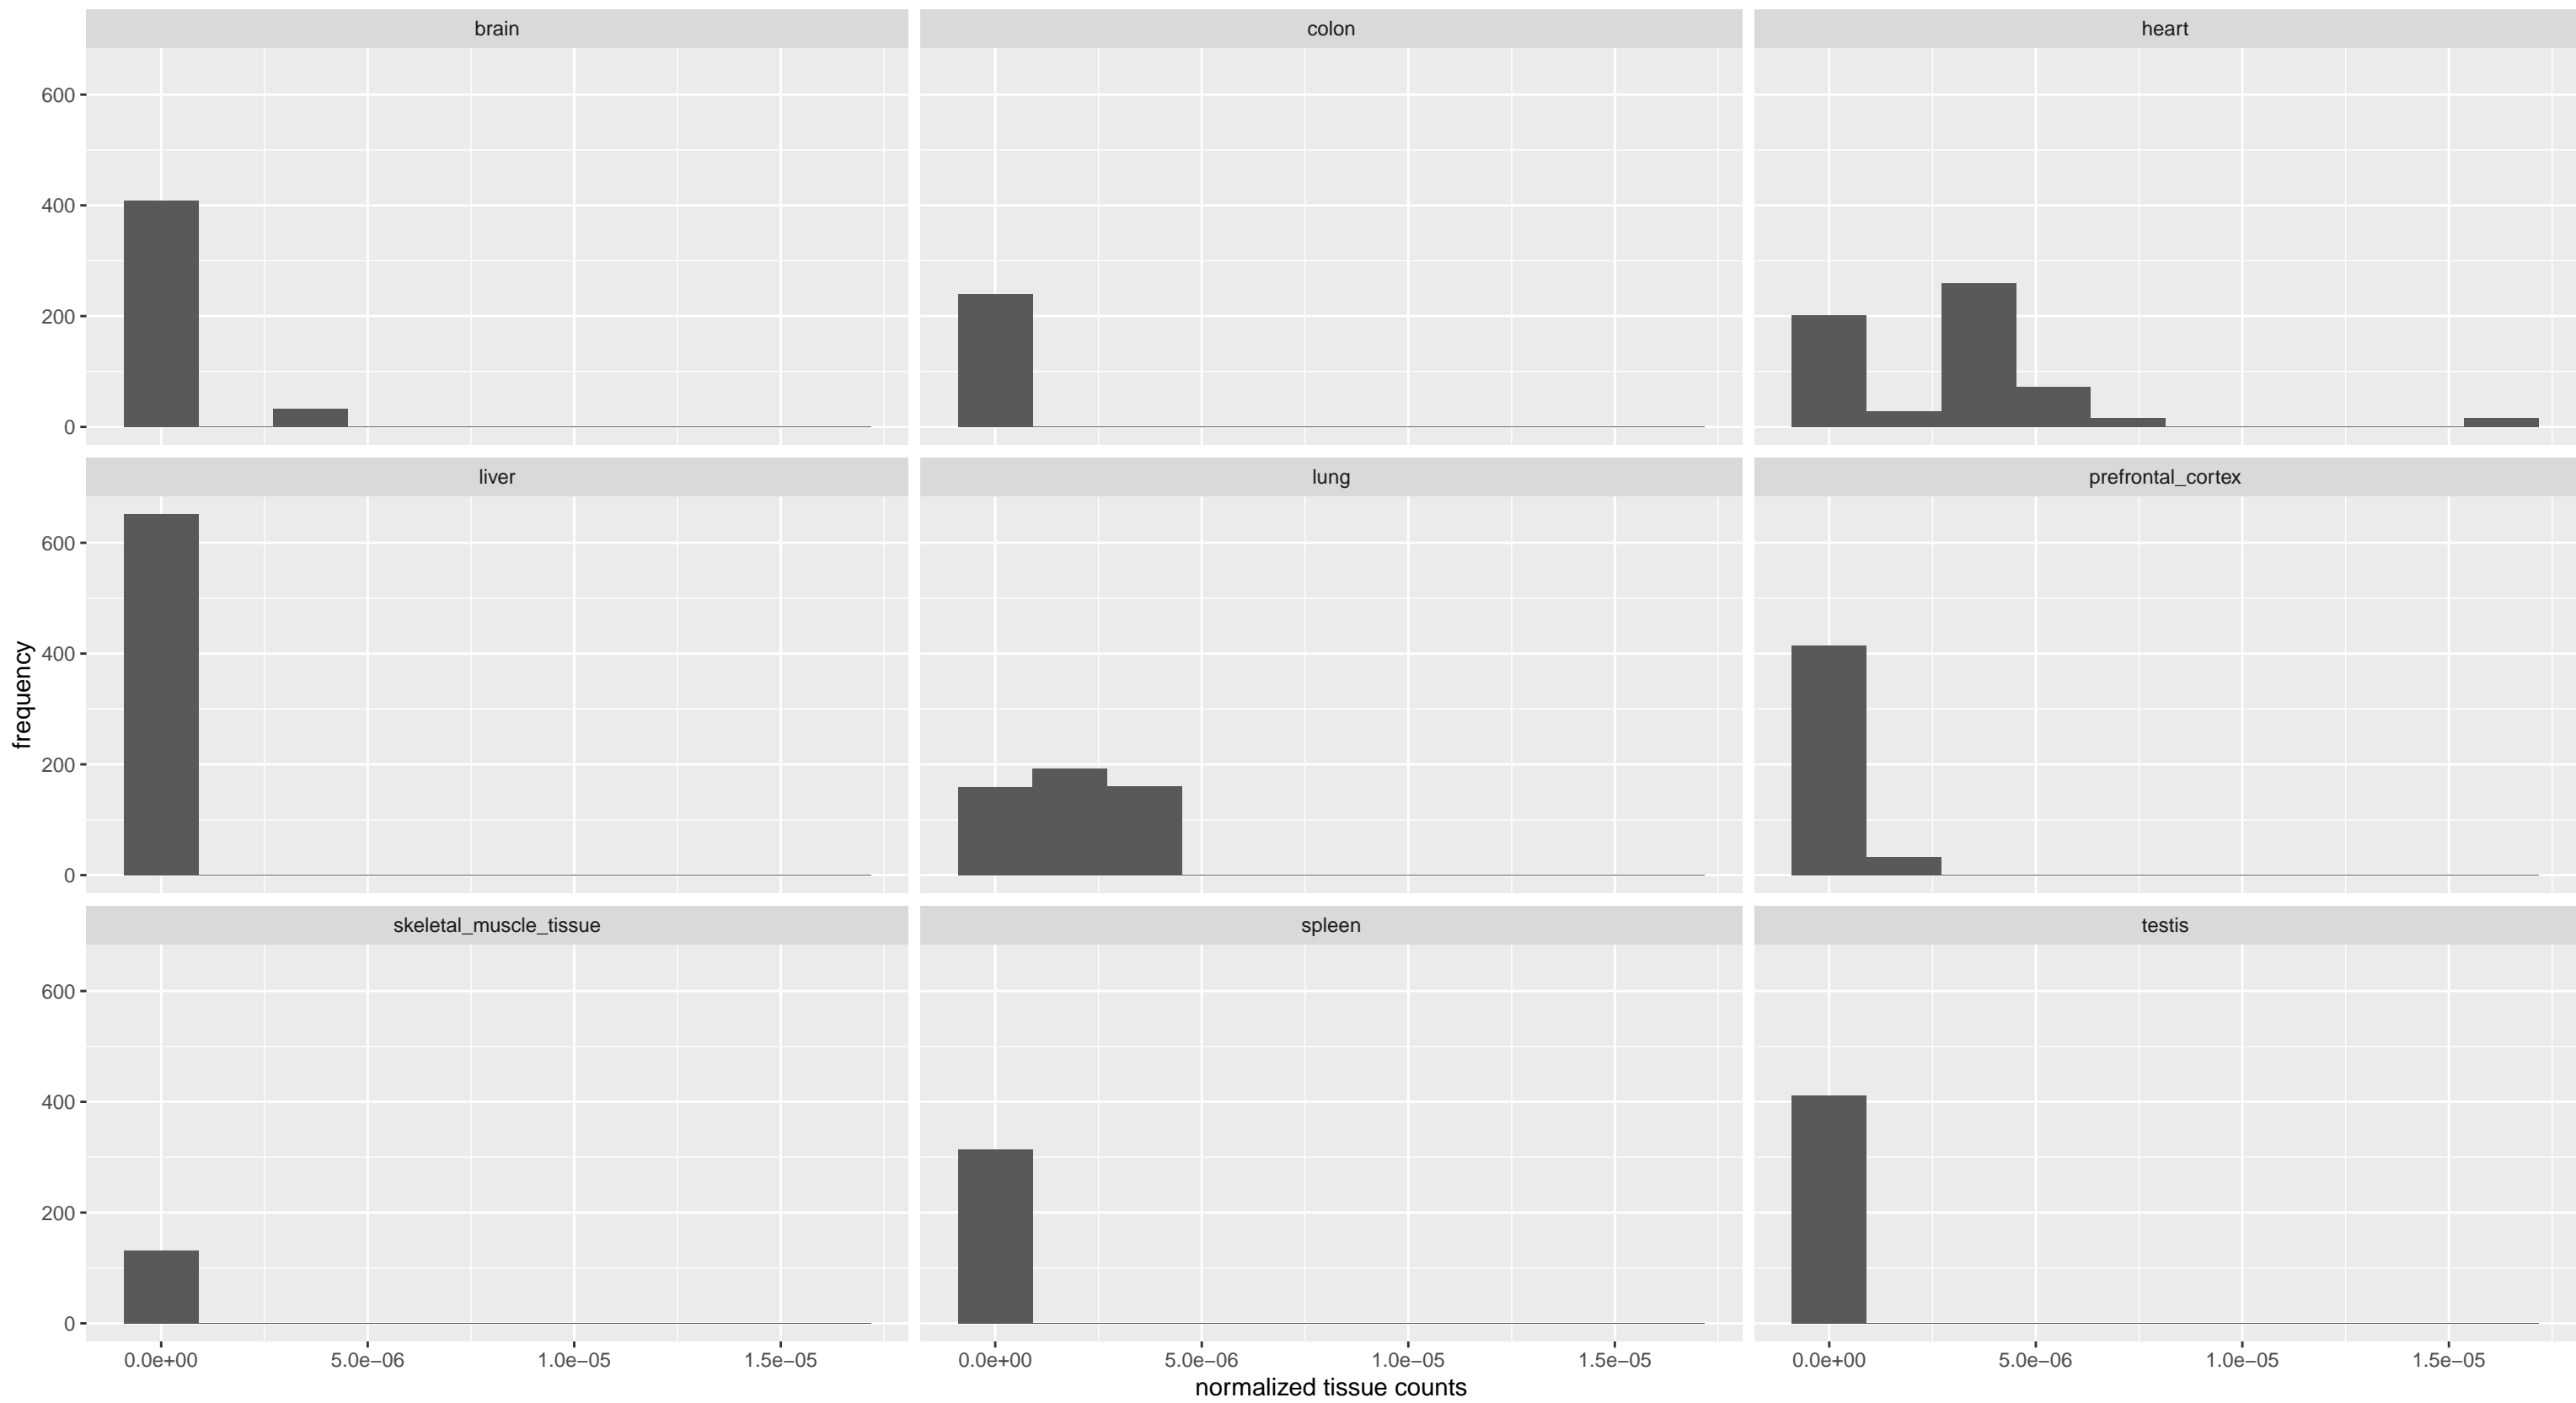 brain
colon
heart
600
400
200
0
liver
lung
prefrontal_cortex
600
400
200
0
frequency
skeletal_muscle_tissue
spleen
testis
600
400
200
0
0.0e+00 5.0e−06 1.0e−05 1.5e−05
0.0e+00 5.0e−06 1.0e−05 1.5e−05
0.0e+00 5.0e−06 1.0e−05 1.5e−05
normalized tissue counts